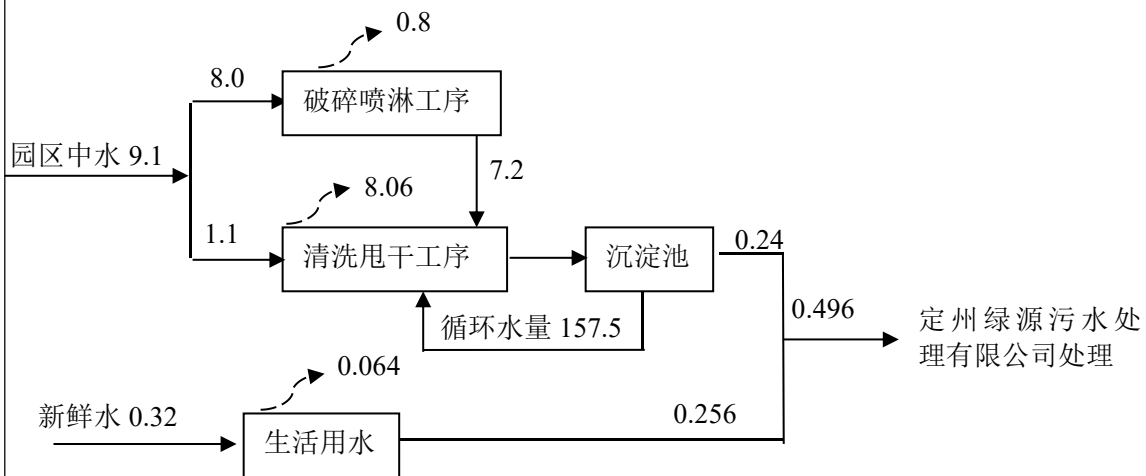 0.8
8.0
破碎喷淋工序
园区中水 9.1
7.2
8.06
1.1
清洗甩干工序
沉淀池
0.24
循环水量 157.5
0.496
定州绿源污水处
理有限公司处理
0.064
新鲜水 0.32
0.256
生活用水